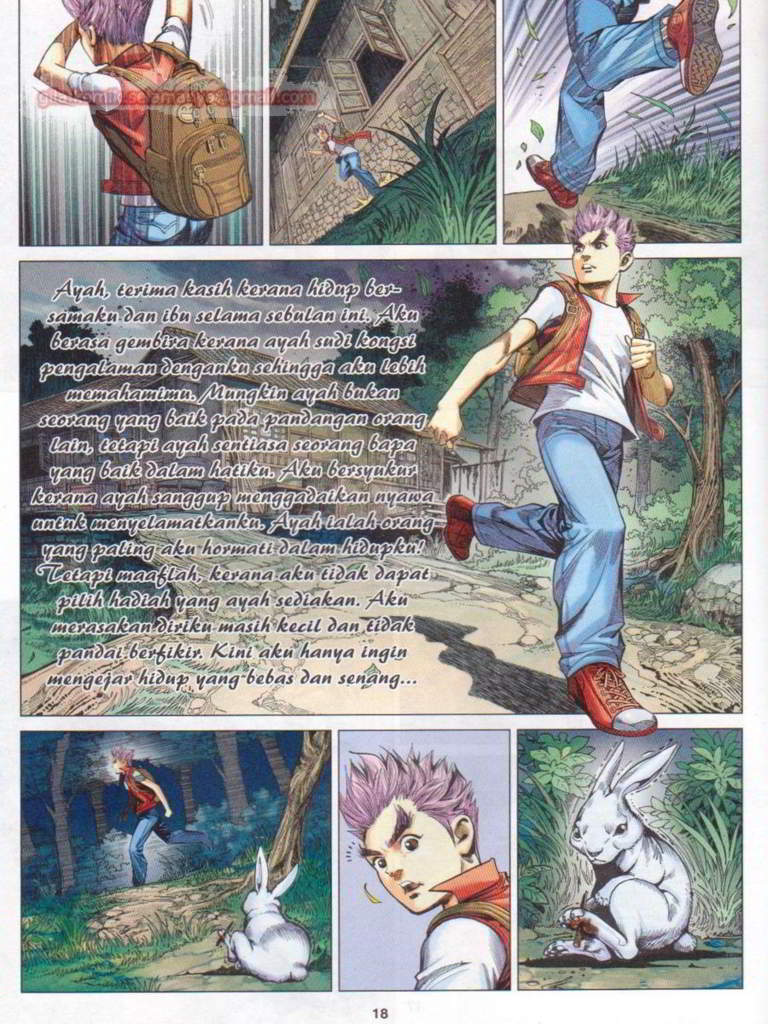 Ayah, terima kasih kerana hidup ber-
samaku dan ibu selama sebulan ini. Aku
berasa gembira kerana ayah sudi kongsi
pengalaman denganku sehingga aku lebih
memahamimu. Mungkin ayah bukan
seorang yang baik pada pandangan orang
lain, tetapi ayah sentiasa seorang bapa
yang baik dalam hatiku. Aku bersyukur
kerana ayah sanggup menggadaikan nyawa
untuk menyelamatkanku. Ayah ialah orang
yang paling aku hormati dalam hidupku!
Tetapi maaflah, kerana aku tidak dapat
pilih hadiah yang ayah sediakan. Aku
merasakan diriku masih kecil dan tidak
pandai berfikir. Kini aku hanya ingin
mengejar hidup yang bebas dan senang...
18